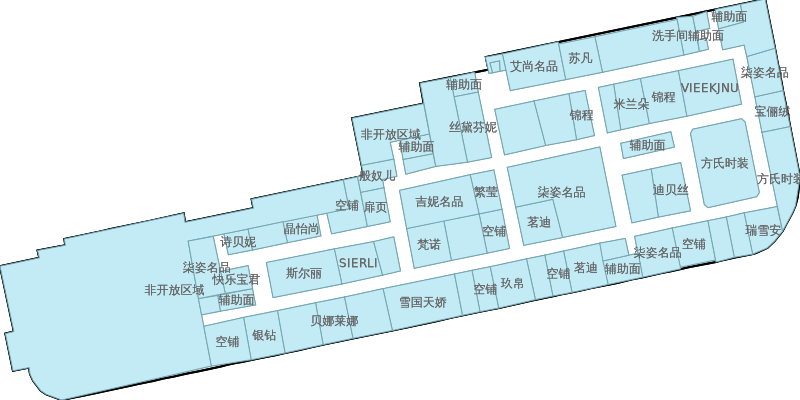 辅助面
洗手间辅助面
苏凡
艾尚名品
柒姿名品
辅助面
VIEEKJNU
锦程
米兰朵
宝俪绒
锦程
丝黛芬妮
非开放区域
辅助面
辅助面
方氏时装
般奴儿
方氏时装
迪贝丝
柒姿名品
繁莹
吉妮名品
空铺
扉页
茗迪
晶怡尚
空铺
瑞雪安
诗贝妮
梵诺
空铺
柒姿名品
SIERLI
柒姿名品
斯尔丽
空铺
茗迪
辅助面
快乐宝君
玖帛
非开放区域
空铺
辅助面
雪国天娇
贝娜莱娜
银钻
空铺